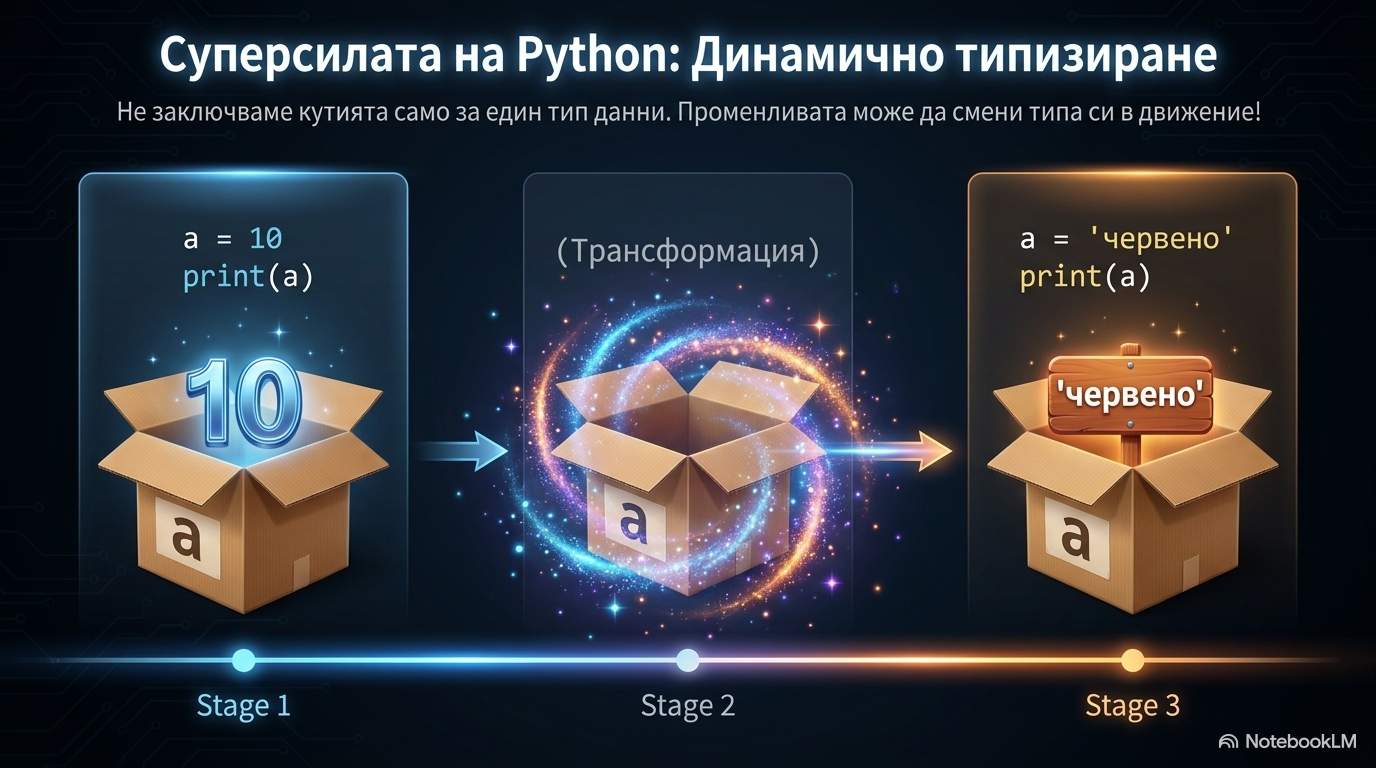 Суперсилата на Python: Динамично типизиране
Не заключваме кутията само за един тип данни. Променливата може да смени типа си в движение!
a = 10
print(a)
10
a
Stage 1
(Трансформация)
a
Stage 2
a = 'червено'
print(a)
'червено'
a
Stage 3
NotebookLM